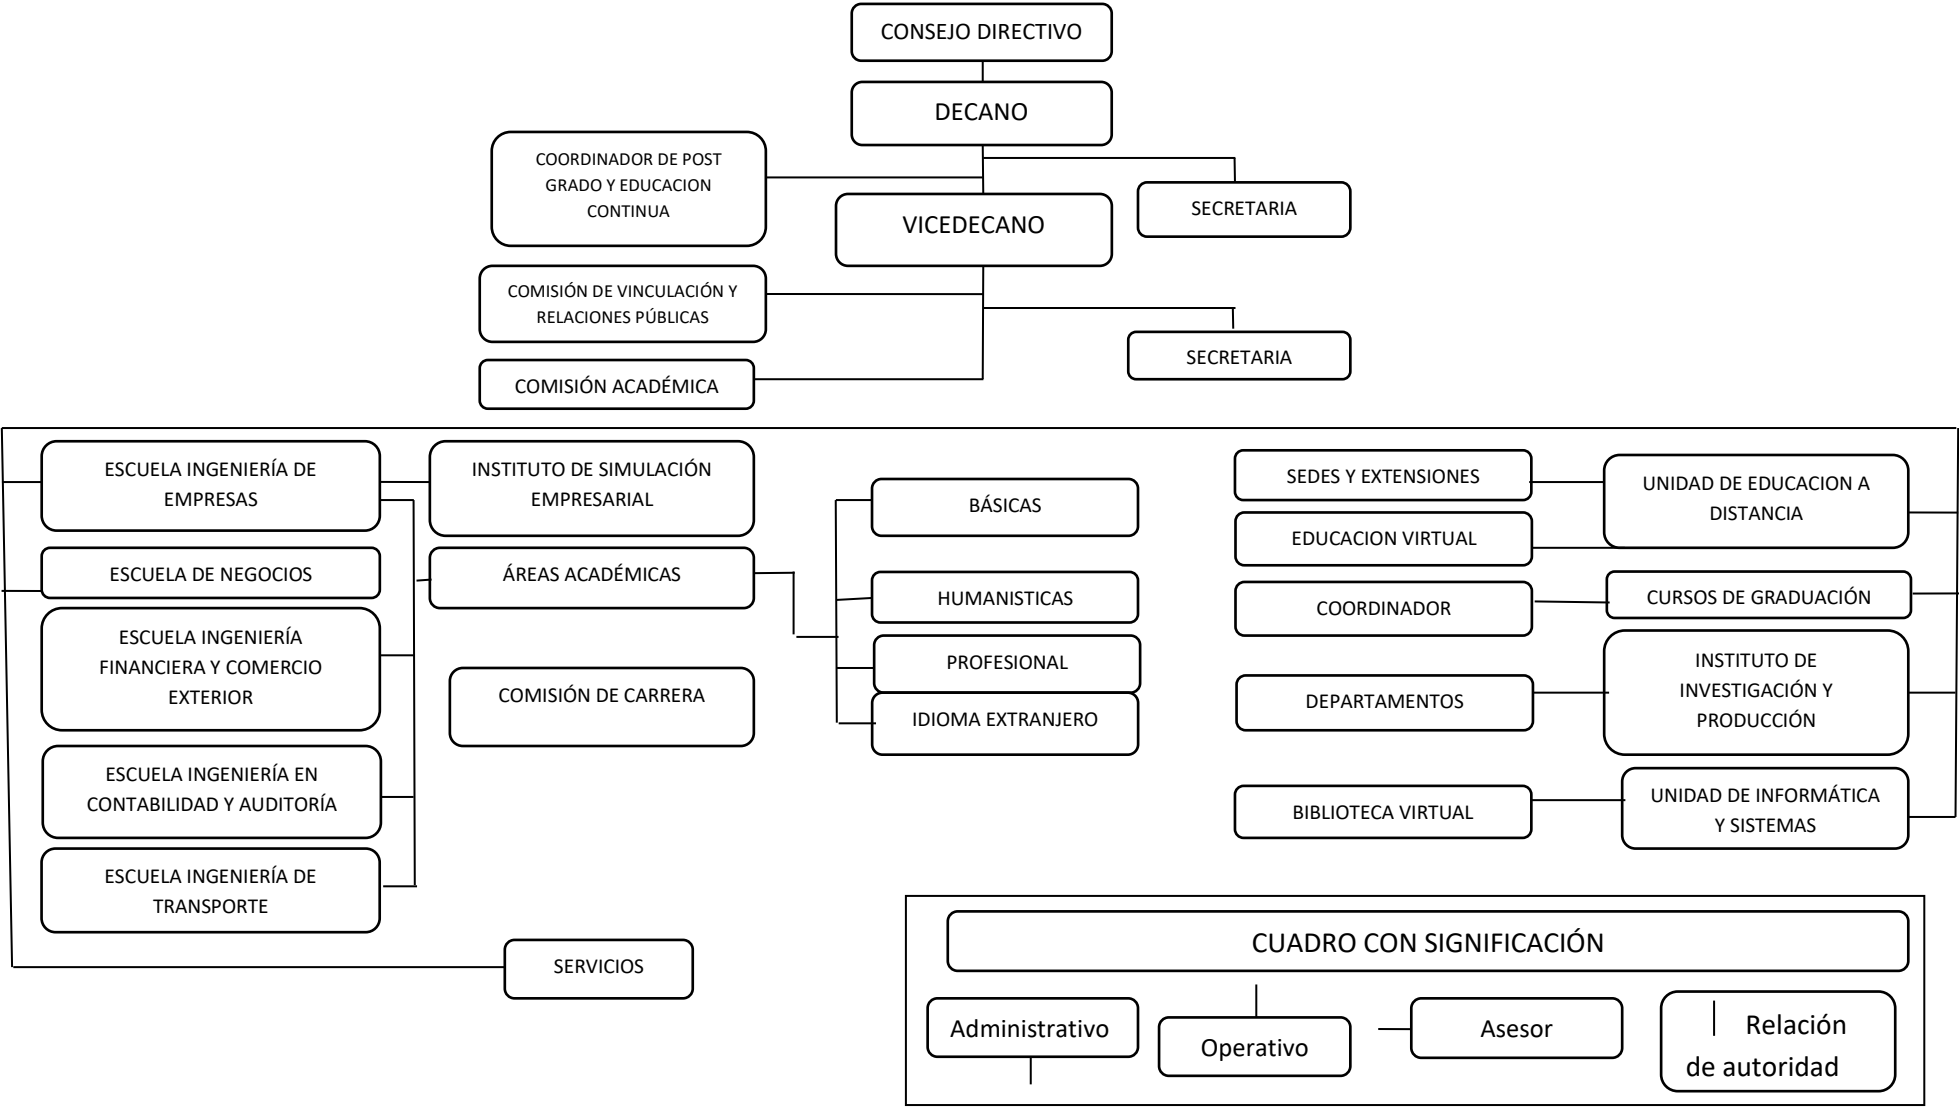 CONSEJO DIRECTIVO
DECANO
COORDINADOR DE POST
GRADO Y EDUCACION
CONTINUA
SECRETARIA
VICEDECANO
COMISIÓN DE VINCULACIÓN Y
RELACIONES PÚBLICAS
SECRETARIA
COMISIÓN ACADÉMICA
ESCUELA INGENIERÍA DE
EMPRESAS
ESCUELA DE NEGOCIOS
ESCUELA INGENIERÍA
FINANCIERA Y COMERCIO
EXTERIOR
ESCUELA INGENIERÍA EN
CONTABILIDAD Y AUDITORÍA
ESCUELA INGENIERÍA DE
TRANSPORTE
INSTITUTO DE SIMULACIÓN
EMPRESARIAL
ÁREAS ACADÉMICAS
COMISIÓN DE CARRERA
BÁSICAS
HUMANISTICAS
PROFESIONAL
IDIOMA EXTRANJERO
SEDES Y EXTENSIONES
EDUCACION VIRTUAL
COORDINADOR
DEPARTAMENTOS
BIBLIOTECA VIRTUAL
UNIDAD DE EDUCACION A
DISTANCIA
CURSOS DE GRADUACIÓN
INSTITUTO DE
INVESTIGACIÓN Y
PRODUCCIÓN
UNIDAD DE INFORMÁTICA
Y SISTEMAS
SERVICIOS
CUADRO CON SIGNIFICACIÓN
Administrativo
Operativo
Asesor
Relación
de autoridad